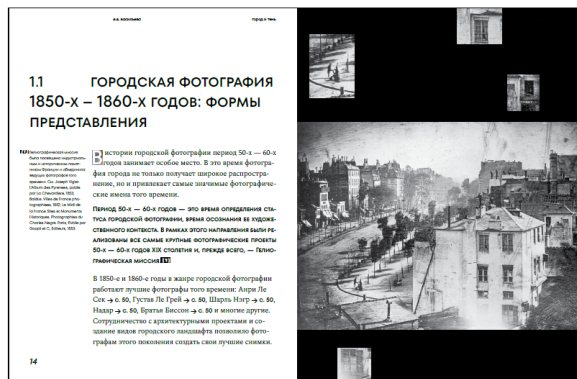 Е.В. ВАСИЛЬЕВА
ГОРОД И ТЕНЬ
1.1 ГОРОДСКАЯ ФОТОГРАФИЯ
1850-Х – 1860-Х ГОДОВ: ФОРМЫ
ПРЕДСТАВЛЕНИЯ
В истории городской фотографии период 50-х — 60-х
годов занимает особое место. В это время фотогра-
фия города не только получает широкое распростра-
нение, но и привлекает самые значимые фотографичес-
кие имена того времени.
ПЕРИОД 50-Х — 60-Х ГОДОВ — ЭТО ВРЕМЯ ОПРЕДЕЛЕНИЯ СТА-
ТУСА ГОРОДСКОЙ ФОТОГРАФИИ, ВРЕМЯ ОСОЗНАНИЯ ЕЕ ХУДО-
ЖЕСТВЕННОГО КОНТЕКСТА. В РАМКАХ ЭТОГО НАПРАВЛЕНИЯ БЫЛИ РЕ-
АЛИЗОВАНЫ ВСЕ САМЫЕ КРУПНЫЕ ФОТОГРАФИЧЕСКИЕ ПРОЕКТЫ
50-Х — 60-Х ГОДОВ XIX СТОЛЕТИЯ И, ПРЕЖДЕ ВСЕГО, — ГЕЛИО-
ГРАФИЧЕСКАЯ МИССИЯ
В 1850-е и 1860-е годы в жанре городской фотографии
работают лучшие фотографы того времени: Анри Ле
Сек → с. 50, Густав Ле Грей → с. 50, Шарль Нэгр → с. 50,
Надар → с. 50, Братья Биссон → с. 50 и многие другие.
Сотрудничество с архитектурными проектами и со-
здание видов городского ландшафта позволило фото-
графам этого поколения создать свои лучшие снимки.
14